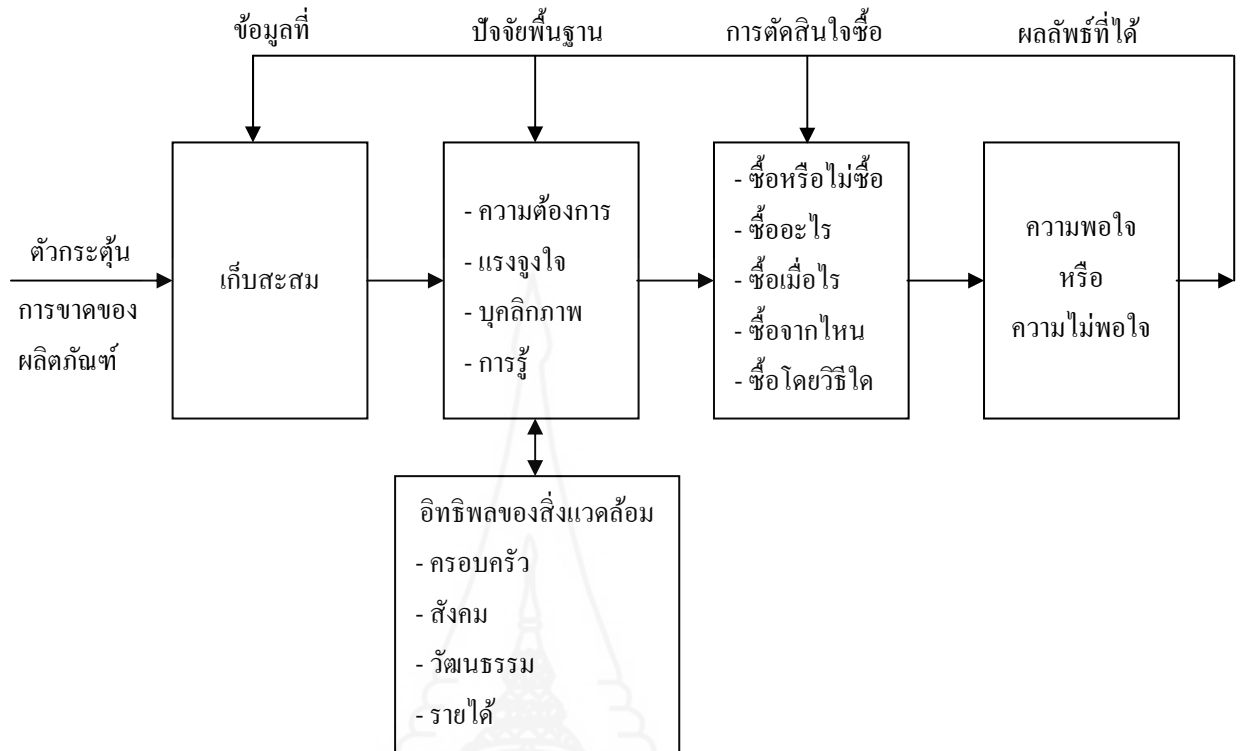 ข้อมูลที่
ปัจจัยพื้นฐาน
การตัดสินใจซื้อ
ผลลัพธ์ที่ได้
ตัวกระตุ้น
การขาดของ
ผลิตภัณฑ์
เก็บสะสม
- ความต้องการ
- แรงจูงใจ
- บุคลิกภาพ
- การรู้
- ซื้อหรือไม่ซื้อ
- ซื้ออะไร
- ซื้อเมื่อไร
- ซื้อจากไหน
- ซื้อโดยวิธีใด
ความพอใจ
หรือ
ความไม่พอใจ
อิทธิพลของสิ่งแวดล้อม
- ครอบครัว
- สังคม
- วัฒนธรรม
- รายได้